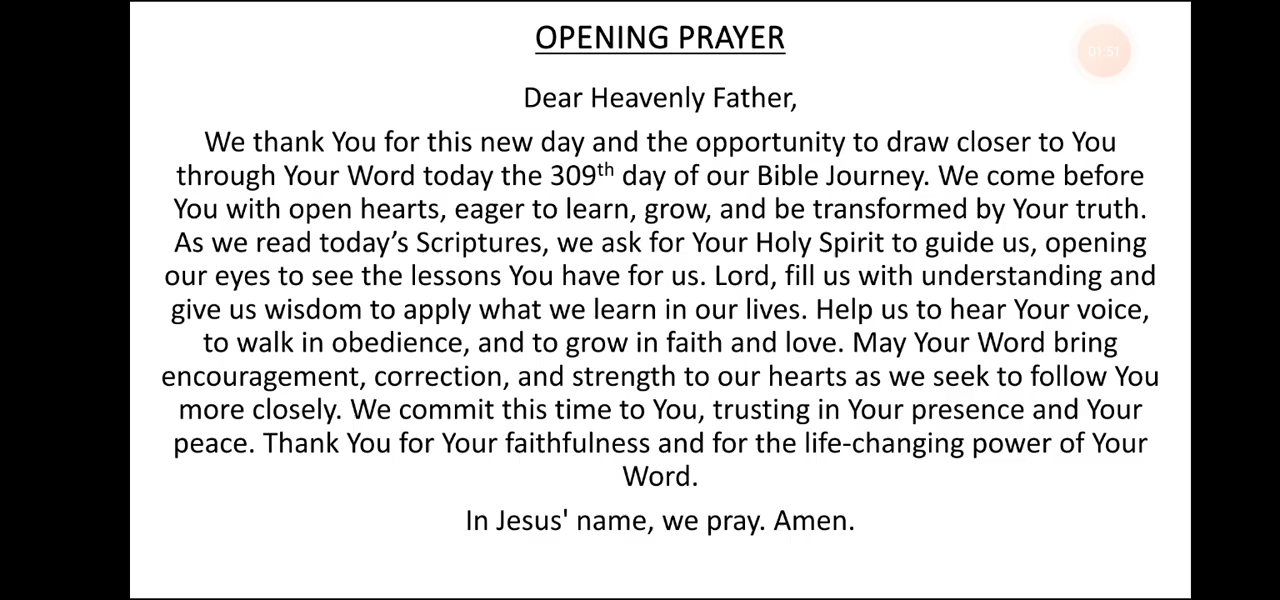 OPENING PRAYER
01:51
Dear Heavenly Father,
We thank You for this new day and the opportunity to draw closer to You
through Your Word today the 309th day of our Bible Journey. We come before
You with open hearts, eager to learn, grow, and be transformed by Your truth.
As we read today’s Scriptures, we ask for Your Holy Spirit to guide us, opening
our eyes to see the lessons You have for us. Lord, fill us with understanding and
give us wisdom to apply what we learn in our lives. Help us to hear Your voice,
to walk in obedience, and to grow in faith and love. May Your Word bring
encouragement, correction, and strength to our hearts as we seek to follow You
more closely. We commit this time to You, trusting in Your presence and Your
peace. Thank You for Your faithfulness and for the life-changing power of Your
Word.
In Jesus' name, we pray. Amen.